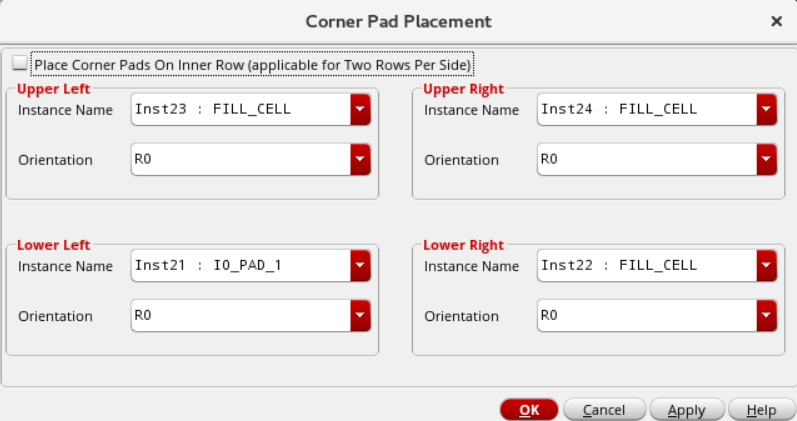 Corner Pad Placement
Place Corner Pads On Inner Row (applicable for Two Rows Per Side)
Upper Left
Instance Name Inst23 : FILL_CELL
Orientation R0
Upper Right
Instance Name Inst24 : FILL_CELL
Orientation R0
Lower Left
Instance Name Inst21 : IO_PAD_1
Orientation R0
Lower Right
Instance Name Inst22 : FILL_CELL
Orientation R0
OK Cancel Apply Help